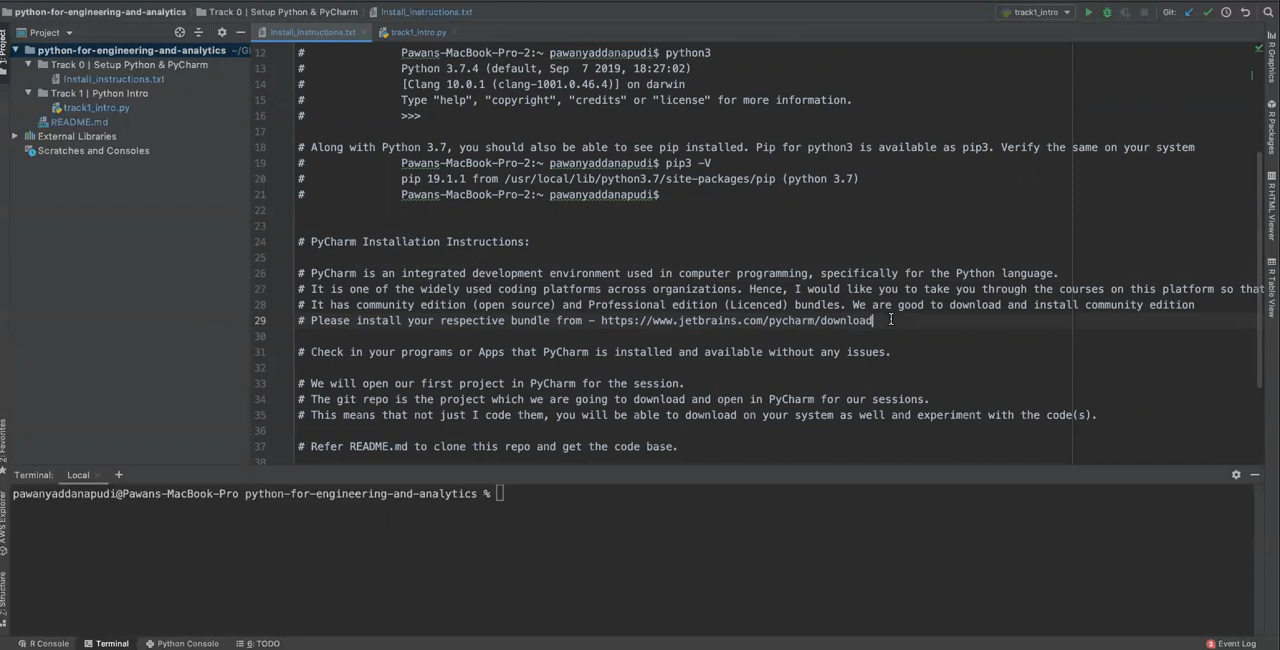 python-for-engineering-and-analytics
Track 0 | Setup Python & PyCharm
Install_instructions.txt
track1_intro
Git:
Project
Install_instructions.txt
track1_intro.py
python-for-engineering-and-analytics ~/Gi
Track 0 | Setup Python & PyCharm
Install_instructions.txt
Track 1 | Python Intro
track1_intro.py
README.md
External Libraries
Scratches and Consoles
12 # Pawans-MacBook-Pro-2:~ pawanyaddanapudi$ python3
13 # Python 3.7.4 (default, Sep  7 2019, 18:27:02)
14 # [Clang 10.0.1 (clang-1001.0.46.4)] on darwin
15 # Type "help", "copyright", "credits" or "license" for more information.
16 # >>>
17
18 # Along with Python 3.7, you should also be able to see pip installed. Pip for python3 is available as pip3. Verify the same on your system
19 # Pawans-MacBook-Pro-2:~ pawanyaddanapudi$ pip3 -V
20 # pip 19.1.1 from /usr/local/lib/python3.7/site-packages/pip (python 3.7)
21 # Pawans-MacBook-Pro-2:~ pawanyaddanapudi$
22
23
24 # PyCharm Installation Instructions:
25
26 # PyCharm is an integrated development environment used in computer programming, specifically for the Python language.
27 # It is one of the widely used coding platforms across organizations. Hence, I would like you to take you through the courses on this platform so that
28 # It has community edition (open source) and Professional edition (Licenced) bundles. We are good to download and install community edition
29 # Please install your respective bundle from - https://www.jetbrains.com/pycharm/download
30
31 # Check in your programs or Apps that PyCharm is installed and available without any issues.
32
33 # We will open our first project in PyCharm for the session.
34 # The git repo is the project which we are going to download and open in PyCharm for our sessions.
35 # This means that not just I code them, you will be able to download on your system as well and experiment with the code(s).
36
37 # Refer README.md to clone this repo and get the code base.
38
1: Project
2: Favorites
AWS Explorer
Z: Structure
R Graphics
R Packages
R HTML Viewer
R Table View
Terminal: Local +
pawanyaddanapudi@Pawans-MacBook-Pro python-for-engineering-and-analytics %
R Console
Terminal
Python Console
6: TODO
3 Event Log